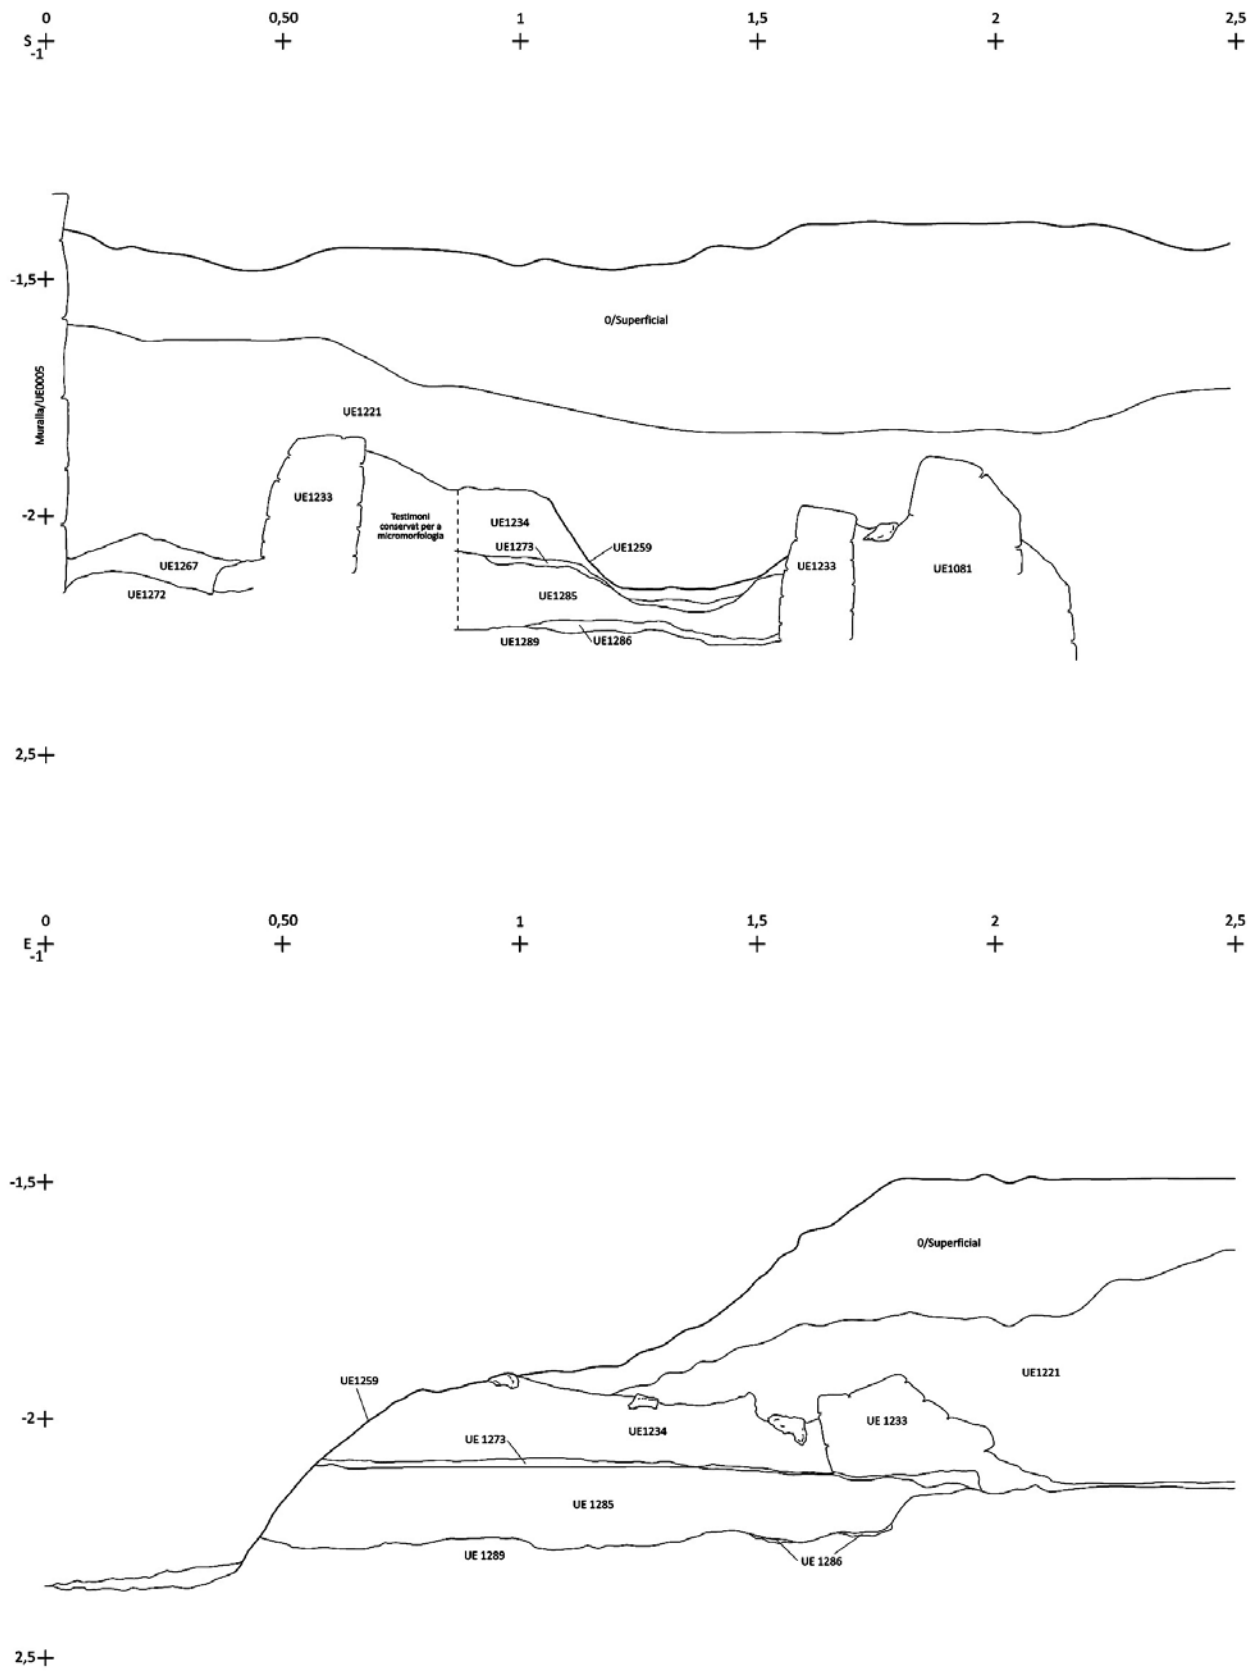 0 0,50 1 1,5 2 2,5
S
-1
-1,5
0/Superficial
Muralla/UE0005
UE1221
UE1233
-2
Testimoni
conservat per a
micromorfologia
UE1234
UE1273
UE1259
UE1267
UE1233
UE1081
UE1272
UE1285
UE1289
UE1286
2,5
0 0,50 1 1,5 2 2,5
E
-1
-1,5
0/Superficial
UE1221
UE1259
-2
UE 1233
UE1234
UE 1273
UE 1285
UE 1289
UE 1286
2,5